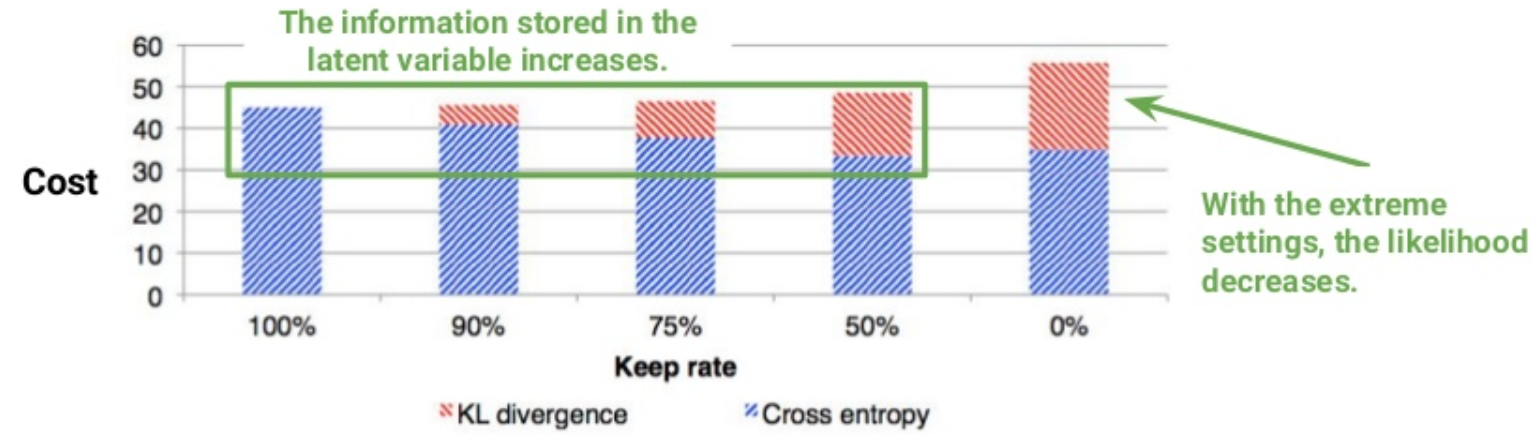 The information stored in the
latent variable increases.
60
50
40
30
20
10
0
Cost
With the extreme
settings, the likelihood
decreases.
100% 90% 75% 50% 0%
Keep rate
KL divergence Cross entropy